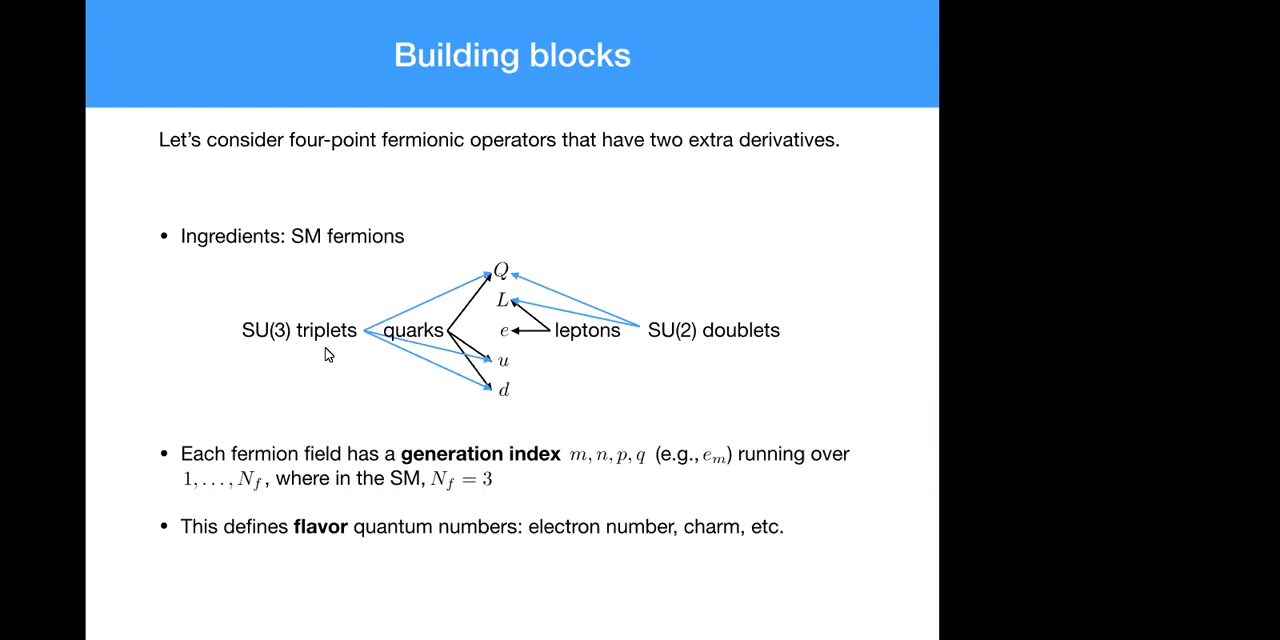 Building blocks
Let's consider four-point fermionic operators that have two extra derivatives.
• Ingredients: SM fermions
Q
L
SU(3) triplets quarks e leptons SU(2) doublets
u
d
• Each fermion field has a generation index m, n, p, q (e.g., e_m) running over
1, . . . , N_f, where in the SM, N_f = 3
• This defines flavor quantum numbers: electron number, charm, etc.